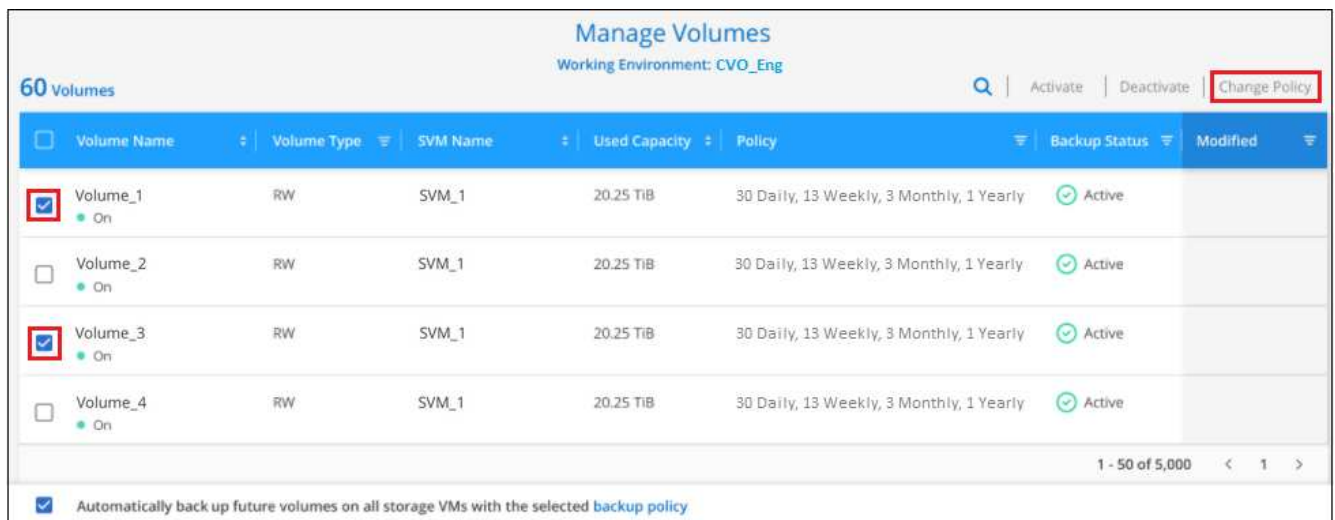 Manage Volumes
Working Environment: CVO_Eng
60 Volumes
Activate | Deactivate | Change Policy
Volume Name Volume Type SVM Name Used Capacity Policy Backup Status Modified
Volume_1 RW SVM_1 20.25 TiB 30 Daily, 13 Weekly, 3 Monthly, 1 Yearly Active
On
Volume_2 RW SVM_1 20.25 TiB 30 Daily, 13 Weekly, 3 Monthly, 1 Yearly Active
On
Volume_3 RW SVM_1 20.25 TiB 30 Daily, 13 Weekly, 3 Monthly, 1 Yearly Active
On
Volume_4 RW SVM_1 20.25 TiB 30 Daily, 13 Weekly, 3 Monthly, 1 Yearly Active
On
1 - 50 of 5,000 < 1 >
Automatically back up future volumes on all storage VMs with the selected backup policy